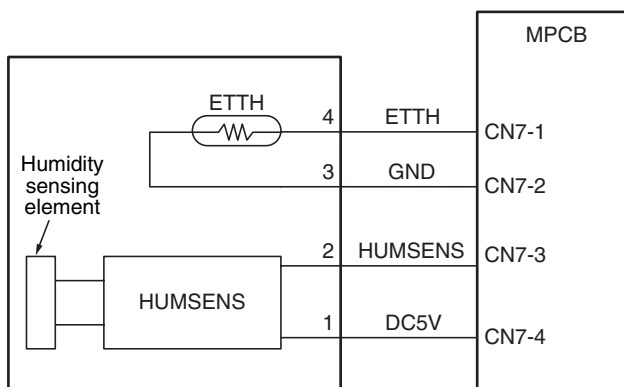 MPCB
ETTH
4 ETTH CN7-1
3 GND CN7-2
Humidity
sensing
element
2 HUMSENS CN7-3
HUMSENS
1 DC5V CN7-4